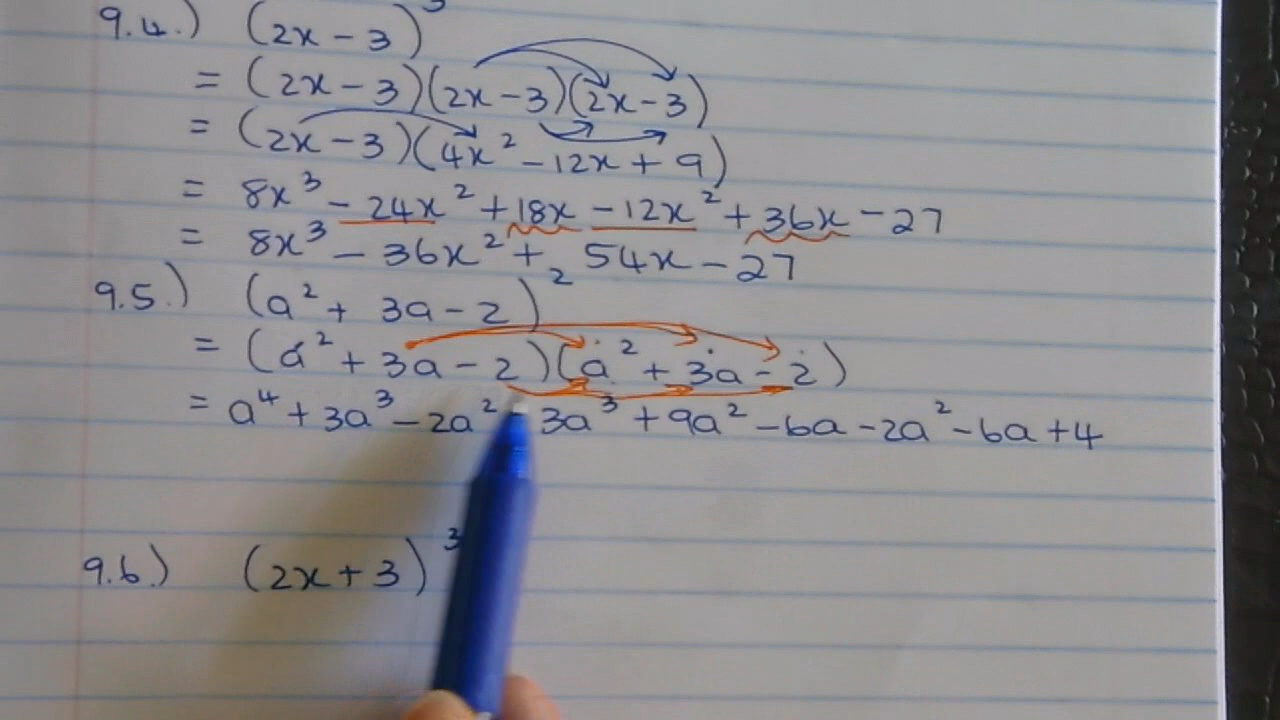 9.4.) (2x - 3)³
= (2x - 3)(2x - 3)(2x - 3)
= (2x - 3)(4x² - 12x + 9)
= 8x³ - 24x² + 18x - 12x² + 36x - 27
= 8x³ - 36x² + 54x - 27
9.5.) (a² + 3a - 2)²
= (a² + 3a - 2)(a² + 3a - 2)
= a⁴ + 3a³ - 2a² 3a³ + 9a² - 6a - 2a² - 6a + 4
9.6.) (2x + 3)³